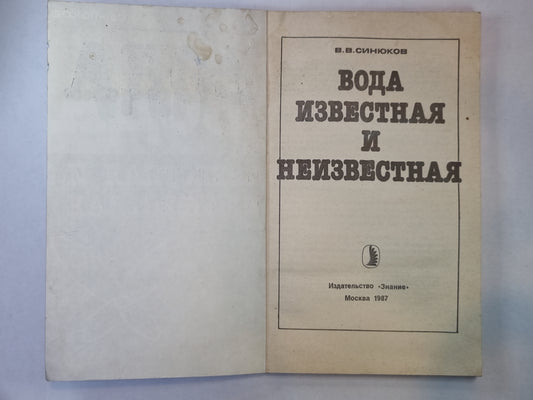 В.В.СИНЮКОВ
ВОДА
ИЗВЕСТНАЯ
И
НЕИЗВЕСТНАЯ
Издательство «Знание»
Москва 1987